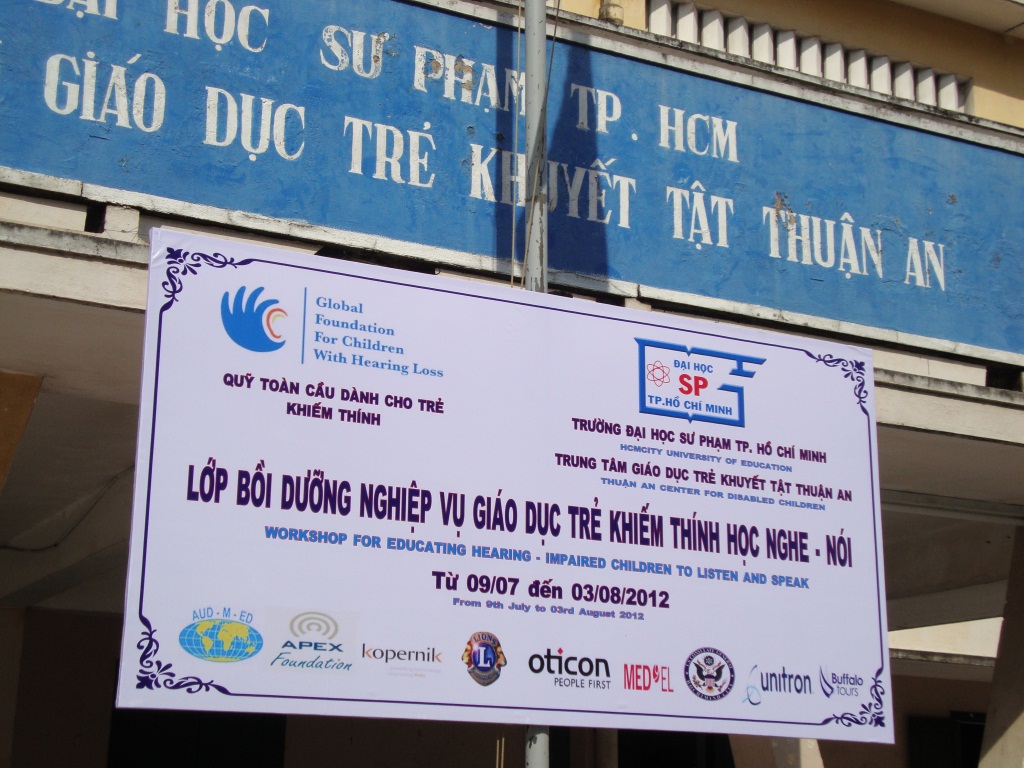 ĐẠI HỌC SƯ PHẠM TP. HCM
GIÁO DỤC TRẺ KHUYẾT TẬT THUẬN AN
Global
Foundation
For Children
With Hearing Loss
QUỸ TOÀN CẦU DÀNH CHO TRẺ
KHIẾM THÍNH
ĐẠI HỌC
SP
TP.HỒ CHÍ MINH
TRƯỜNG ĐẠI HỌC SƯ PHẠM TP. HỒ CHÍ MINH
HCMCITY UNIVERSITY OF EDUCATION
TRUNG TÂM GIÁO DỤC TRẺ KHUYẾT TẬT THUẬN AN
THUẬN AN CENTER FOR DISABLED CHILDREN
LỚP BỒI DƯỠNG NGHIỆP VỤ GIÁO DỤC TRẺ KHIẾM THÍNH HỌC NGHE - NÓI
WORKSHOP FOR EDUCATING HEARING - IMPAIRED CHILDREN TO LISTEN AND SPEAK
Từ 09/07 đến 03/08/2012
From 9th July to 03rd August 2012
AUD-M-ED
APEX
Foundation
kopernik
LIONS
L
oticon
PEOPLE FIRST
MED EL
unitron
Buffalo
tours